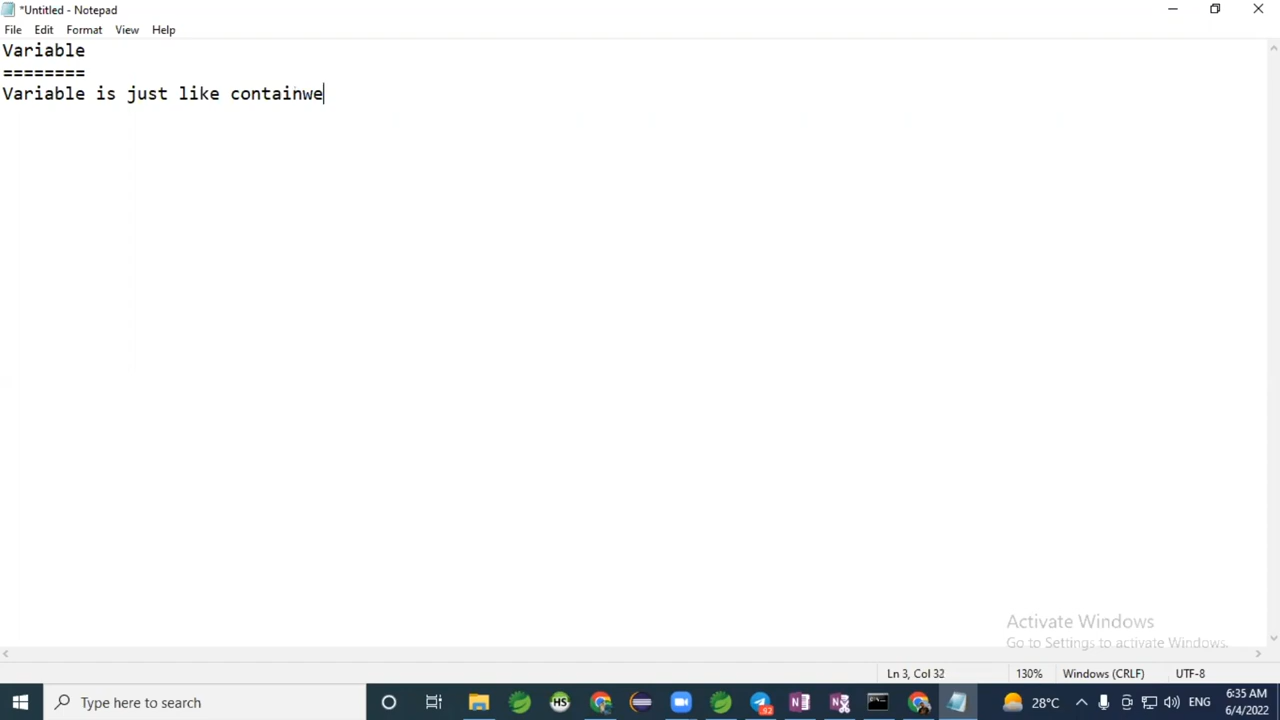 *Untitled - Notepad
File Edit Format View Help
Variable
========
Variable is just like containwe
Activate Windows
Go to Settings to activate Windows.
Ln 3, Col 32 130% Windows (CRLF) UTF-8
Type here to search
HS
92
28°C
ENG
6:35 AM
6/4/2022